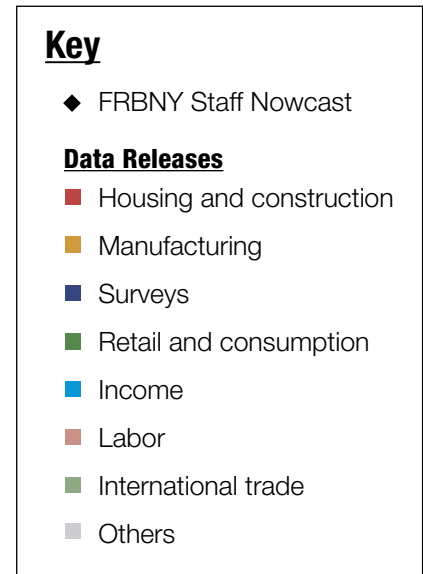 Key
FRBNY Staff Nowcast
Data Releases
Housing and construction
Manufacturing
Surveys
Retail and consumption
Income
Labor
International trade
Others